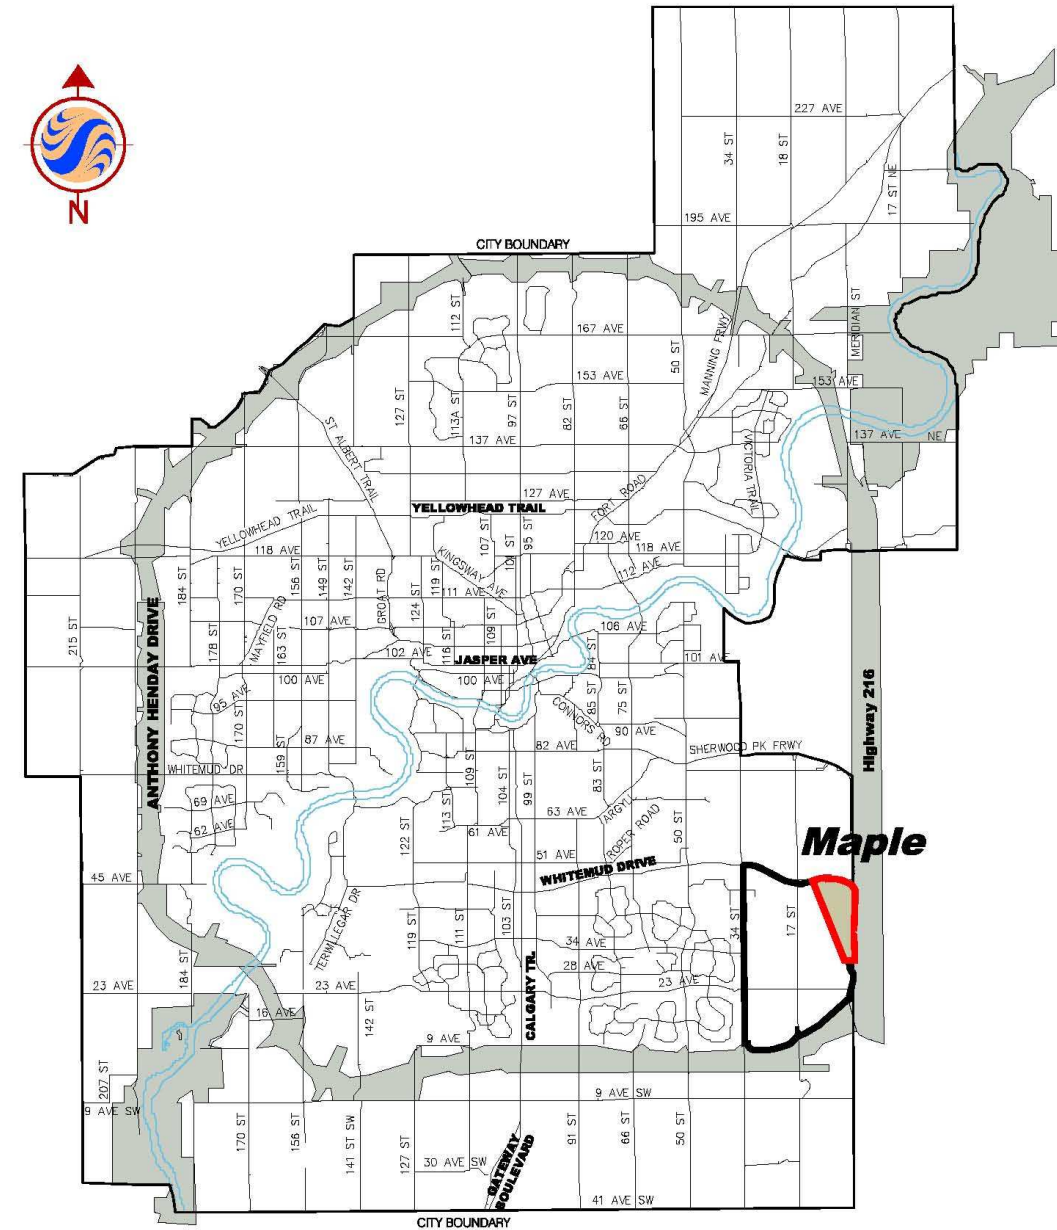 227 AVE
34 ST
18 ST
17 ST NE
N
195 AVE
CITY BOUNDARY
112 ST
167 AVE
MANNING FRWY
MERIDIAN ST
50 ST
153 AVE
153 AVE
127 ST
113A ST
97 ST
82 ST
66 ST
ST ALBERT TRAIL
137 AVE
VICTORIA TRAIL
137 AVE
NE
127 AVE
FORT ROAD
YELLOWHEAD TRAIL
YELLOWHEAD TRAIL
107 ST
95 ST
120 AVE
118 AVE
118 AVE
KINGSWAY AVE
112 AVE
184 ST
170 ST
156 ST
149 ST
142 ST
GROAT RD
124 ST
119 ST
111 AVE
215 ST
ANTHONY HENDAY DRIVE
178 ST
MAYFIELD RD
163 ST
107 AVE
116 ST
109 ST
106 AVE
102 AVE
JASPER AVE
84 ST
101 AVE
100 AVE
100 AVE
95 AVE
170 ST
CONNORS RD
85 ST
75 ST
90 AVE
Highway 216
159 ST
87 AVE
82 AVE
SHERWOOD PK FRWY
WHITEMUD DR
109 ST
104 ST
99 ST
83 ST
69 AVE
63 AVE
ARGYLL
62 AVE
122 ST
113 ST
61 AVE
ROPER ROAD
50 ST
Maple
51 AVE
WHITEMUD DRIVE
45 AVE
TERWILLEGAR DR
119 ST
111 ST
103 ST
34 ST
17 ST
34 AVE
28 AVE
184 ST
CALGARY TR.
23 AVE
23 AVE
23 AVE
16 AVE
142 ST
9 AVE
207 ST
9 AVE SW
9 AVE SW
170 ST
156 ST
141 ST SW
127 ST
91 ST
66 ST
50 ST
30 AVE SW
GATEWAY
BOULEVARD
41 AVE SW
CITY BOUNDARY